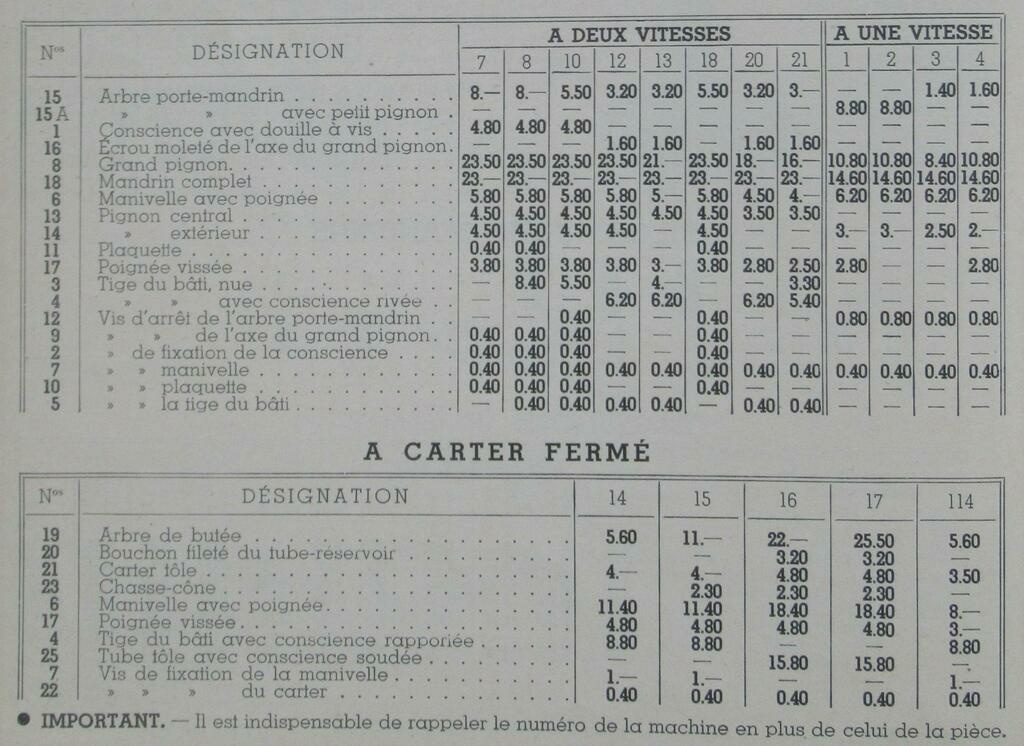 A DEUX VITESSES A UNE VITESSE
Nos DÉSIGNATION 7 8 10 12 13 18 20 21 1 2 3 4
15 Arbre porte-mandrin . . . . . . . . . . 8.— 8.— 5.50 3.20 3.20 5.50 3.20 3.— — — 1.40 1.60
15 A » » avec petit pignon . — — — — — — — — 8.80 8.80 — —
1 Conscience avec douille à vis . . . . . 4.80 4.80 4.80 — — — — — — — — —
16 Écrou moleté de l'axe du grand pignon. — — — 1.60 1.60 — 1.60 1.60 — — — —
8 Grand pignon. . . . . . . . . . . . . 23.50 23.50 23.50 23.50 21.— 23.50 18.— 16.— 10.80 10.80 8.40 10.80
18 Mandrin complet . . . . . . . . . . . . 23.— 23.— 23.— 23.— 23.— 23.— 23.— 23.— 14.60 14.60 14.60 14.60
6 Manivelle avec poignée . . . . . . . . 5.80 5.80 5.80 5.80 5.— 5.80 4.50 4.— 6.20 6.20 6.20 6.20
13 Pignon central . . . . . . . . . . . . . 4.50 4.50 4.50 4.50 4.50 4.50 3.50 3.50 — — — —
14 » extérieur . . . . . . . . . . . 4.50 4.50 4.50 4.50 — 4.50 — — 3.— 3.— 2.50 2.—
11 Plaquette . . . . . . . . . . . . . . . 0.40 0.40 — — — 0.40 — — — — — —
17 Poignée vissée . . . . . . . . . . . . . 3.80 3.80 3.80 3.80 3.— 3.80 2.80 2.50 2.80 — — 2.80
3 Tige du bâti, nue . . . . . . . . . . . — 8.40 5.50 — 4.— — — 3.30 — — — —
4 » » avec conscience rivée . . — — — 6.20 6.20 — 6.20 5.40 — — — —
12 Vis d'arrêt de l'arbre porte-mandrin . . — — 0.40 — — 0.40 — — 0.80 0.80 0.80 0.80
9 » » de l'axe du grand pignon. . 0.40 0.40 0.40 — — 0.40 — — — — — —
2 » de fixation de la conscience . . . . 0.40 0.40 0.40 — — 0.40 — — — — — —
7 » » manivelle . . . . . . . . . . 0.40 0.40 0.40 0.40 0.40 0.40 0.40 0.40 0.40 0.40 0.40 0.40
10 » » plaquette . . . . . . . . . . 0.40 0.40 0.40 — — 0.40 — — — — — —
5 » » la tige du bâti . . . . . . . . . — 0.40 0.40 0.40 0.40 — 0.40 0.40 — — — —
A CARTER FERMÉ
Nos DÉSIGNATION 14 15 16 17 114
19 Arbre de butée . . . . . . . . . . . . . . . . . 5.60 11.— 22.— 25.50 5.60
20 Bouchon fileté du tube-réservoir . . . . . . . . . — — 3.20 3.20 —
21 Carter tôle . . . . . . . . . . . . . . . . . . . 4.— 4.— 4.80 4.80 3.50
23 Chasse-cône . . . . . . . . . . . . . . . . . . — 2.30 2.30 2.30 —
6 Manivelle avec poignée. . . . . . . . . . . . . 11.40 11.40 18.40 18.40 8.—
17 Poignée vissée. . . . . . . . . . . . . . . . . 4.80 4.80 4.80 4.80 3.—
4 Tige du bâti avec conscience rapportée . . . . . 8.80 8.80 — — 8.80
25 Tube tôle avec conscience soudée . . . . . . . . — — 15.80 15.80 —
7 Vis de fixation de la manivelle . . . . . . . . . . 1.— 1.— — — 1.—
22 » » » du carter . . . . . . . . . . . . 0.40 0.40 0.40 0.40 0.40
● IMPORTANT. — Il est indispensable de rappeler le numéro de la machine en plus de celui de la pièce.